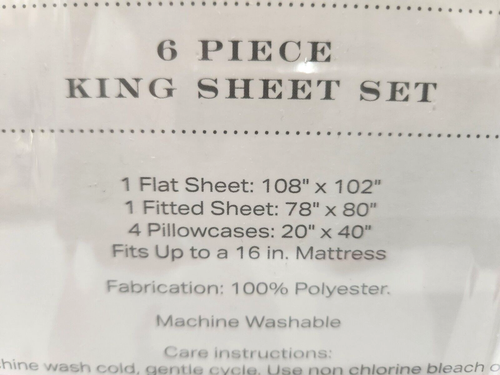 6 PIECE
KING SHEET SET
1 Flat Sheet: 108" x 102"
1 Fitted Sheet: 78" x 80"
4 Pillowcases: 20" x 40"
Fits Up to a 16 in. Mattress
Fabrication: 100% Polyester.
Machine Washable
Care instructions:
wash cold, gentle cycle. Use non chlorine bleach